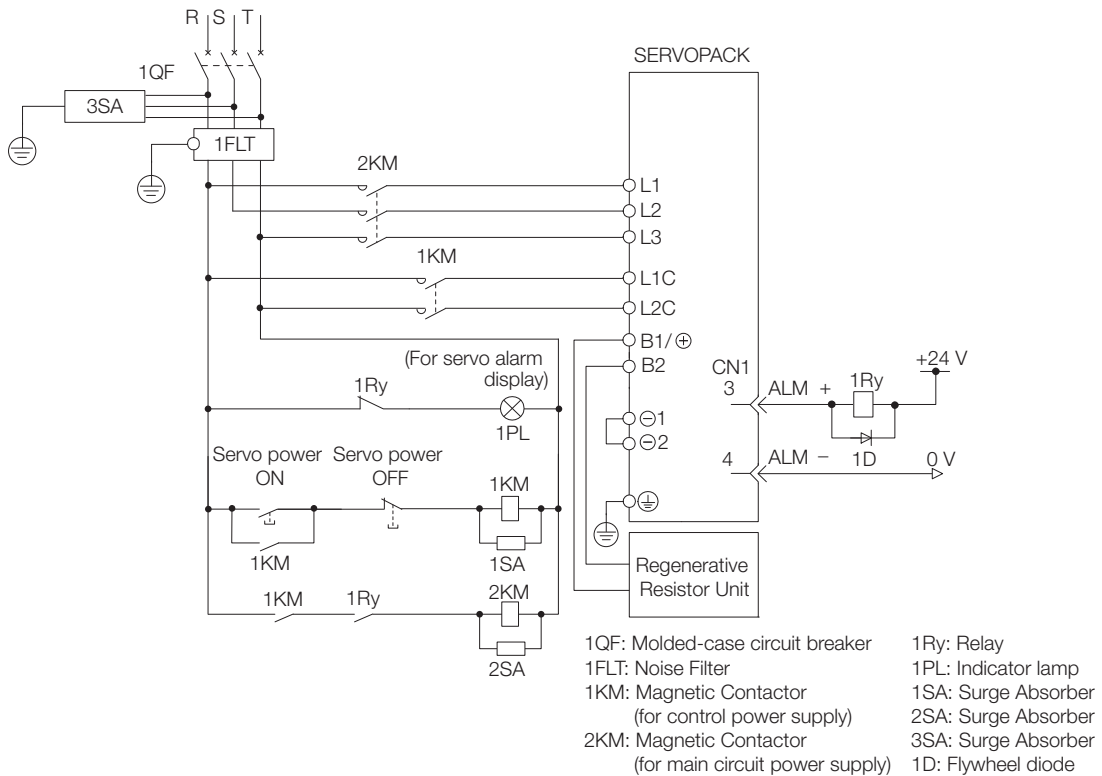 R S T
SERVOPACK
1QF
3SA
1FLT
2KM
L1
L2
L3
1KM
L1C
L2C
B1/⊕
B2
(For servo alarm
display)
1Ry
1PL
CN1
+24 V
3 ALM + 1Ry
⊖1
⊖2
1D
4 ALM − 0 V
Servo power
ON
Servo power
OFF
1KM
1KM
1SA
1KM 1Ry 2KM
2SA
Regenerative
Resistor Unit
1QF: Molded-case circuit breaker
1FLT: Noise Filter
1KM: Magnetic Contactor
(for control power supply)
2KM: Magnetic Contactor
(for main circuit power supply)
1Ry: Relay
1PL: Indicator lamp
1SA: Surge Absorber
2SA: Surge Absorber
3SA: Surge Absorber
1D: Flywheel diode